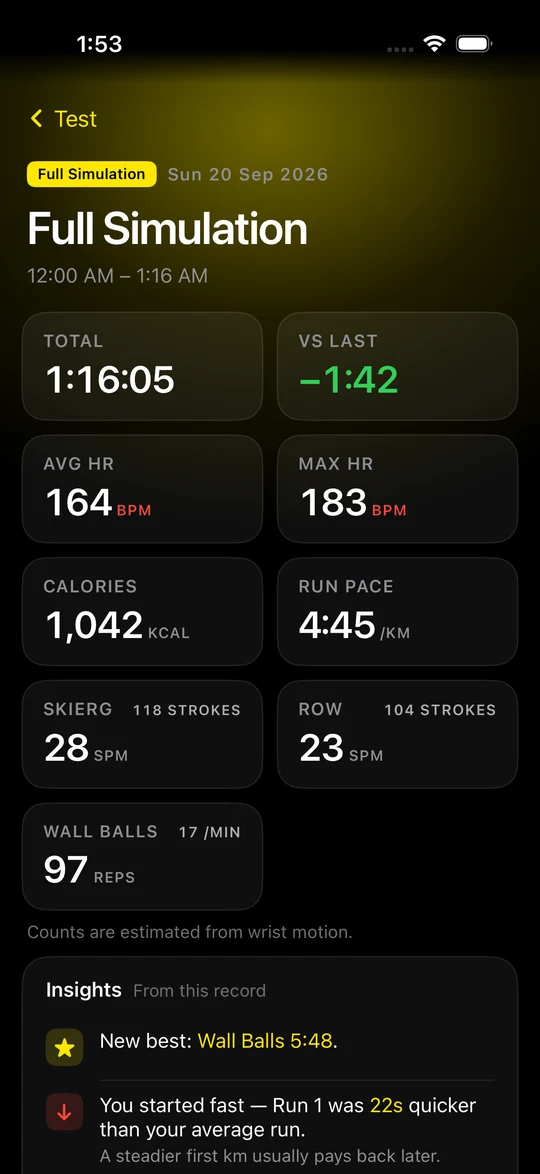 1:53
Test
Full Simulation Sun 20 Sep 2026
Full Simulation
12:00 AM – 1:16 AM
TOTAL
1:16:05
VS LAST
–1:42
AVG HR
164 BPM
MAX HR
183 BPM
CALORIES
1,042 KCAL
RUN PACE
4:45 /KM
SKIERG 118 STROKES
28 SPM
ROW 104 STROKES
23 SPM
WALL BALLS 17 /MIN
97 REPS
Counts are estimated from wrist motion.
Insights From this record
New best: Wall Balls 5:48.
You started fast — Run 1 was 22s quicker
than your average run.
A steadier first km usually pays back later.